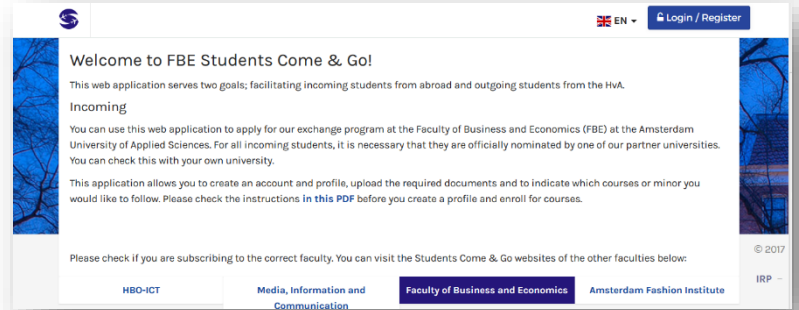 EN
Login / Register
Welcome to FBE Students Come & Go!
This web application serves two goals; facilitating incoming students from abroad and outgoing students from the HvA.
Incoming
You can use this web application to apply for our exchange program at the Faculty of Business and Economics (FBE) at the Amsterdam
University of Applied Sciences. For all incoming students, it is necessary that they are officially nominated by one of our partner universities.
You can check this with your own university.
This application allows you to create an account and profile, upload the required documents and to indicate which courses or minor you
would like to follow. Please check the instructions in this PDF before you create a profile and enroll for courses.
© 2017
Please check if you are subscribing to the correct faculty. You can visit the Students Come & Go websites of the other faculties below:
IRP –
HBO-ICT
Media, Information and
Communication
Faculty of Business and Economics
Amsterdam Fashion Institute